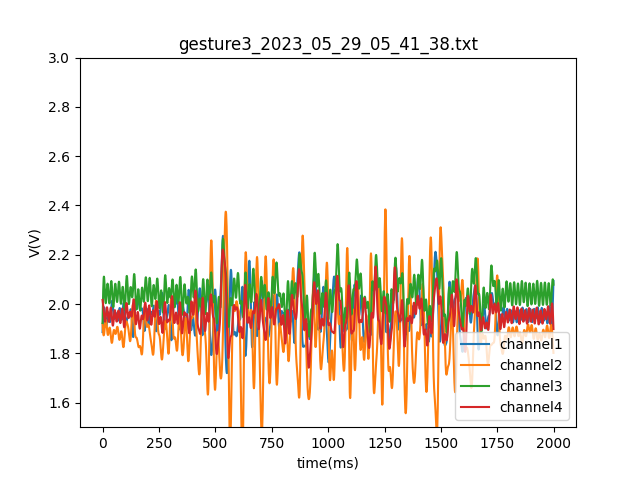 gesture3_2023_05_29_05_41_38.txt
3.0
2.8
2.6
2.4
2.2
2.0
1.8
1.6
V(V)
channel1
channel2
channel3
channel4
0 250 500 750 1000 1250 1500 1750 2000
time(ms)